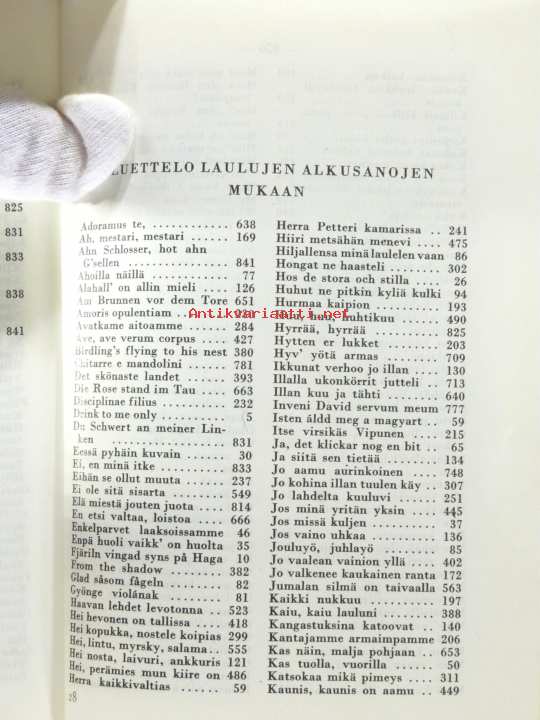 825
831
833
838
841
LUETTELO LAULUJEN ALKUSANOJEN
MUKAAN
Adoramus te, ............ 638
Ah, mestari, mestari ...... 169
Ahn Schlosser, hot ahn
G'sellen ............ 841
Ahoilla näillä ............ 77
Alahall' on allin mieli .... 126
Am Brunnen vor dem Tore 651
Amoris opulentiam ....
Avatkame aitoamme ...... 284
Ave, ave verum corpus .... 427
Birdling's flying to his nest 380
Chitarre e mandolini ...... 781
Det skönaste landet ...... 393
Die Rose stand im Tau .... 663
Disciplinae filius ........ 232
Drink to me only ........ 5
Du Schwert an meiner Lin-
ken ............ 831
Eessä pyhäin kuvain ...... 30
Ei, en minä itke ........ 833
Eihän se ollut muuta ...... 237
Ei ole sitä sisarta ........ 549
Elä miestä jouten juota .... 814
En etsi valtaa, loistoa .... 666
Enkelparvet laaksoissamme 46
Enpä huoli vaikk' on huolta 35
Fjäriln vingad syns på Haga 10
From the shadow ........ 382
Glad såsom fågeln ........ 82
Gyönge violának ........ 81
Haavan lehdet levotonna .. 523
Hei hevonen on tallissa .... 418
Hei kopukka, nostele koipias 299
Hei, lintu, myrsky, salama.. 555
Hei nosta, laivuri, ankkuris 121
Hei, perämies mun kiire on 486
Herra kaikkivaltias ...... 59
28
Herra Petteri kamarissa .. 241
Hiiri metsähän menevi .... 475
Hiljallensa minä laulelen vaan 86
Hongat ne haasteli ...... 302
Hos de stora och stilla .... 26
Huhut ne pitkin kyliä kulki 94
Hurmaa kaipion ........ 193
Huu, huu, huhtikuu ...... 490
Hyrrää, hyrrää ........ 825
Hytten er lukket ........ 203
Hyv' yötä armas ........ 709
Ikkunat verhoo jo illan .... 130
Illalla ukonkörrit jutteli .. 713
Illan kuu ja tähti ........ 640
Inveni David servum meum 777
Isten áldd meg a magyart .. 59
Itse virsikäs Vipunen .... 215
Ja, det klickar nog en bit .. 65
Ja siitä sen tietää ........ 134
Jo aamu aurinkoinen ...... 748
Jo kohina illan tuulen käy .. 307
Jo lahdelta kuuluvi ...... 251
Jos minä yritän yksin .... 445
Jos missä kuljen ........ 37
Jos vaino uhkaa ........ 136
Jouluyö, juhlayö ........ 85
Jo vaalean vainion yllä .... 402
Jo valkenee kaukainen ranta 172
Jumalan silmä on taivaalla 563
Kaikki nukkuu .......... 197
Kaiu, kaiu lauluni ........ 388
Kangastuksina katoovat .. 140
Kantajamme armaimpamme 206
Kas näin, malja pohjaan .. 653
Kas tuolla, vuorilla ...... 50
Katsokaa mikä pimeys .... 311
Kaunis, kaunis on aamu .. 449
Antikvariaatti.net